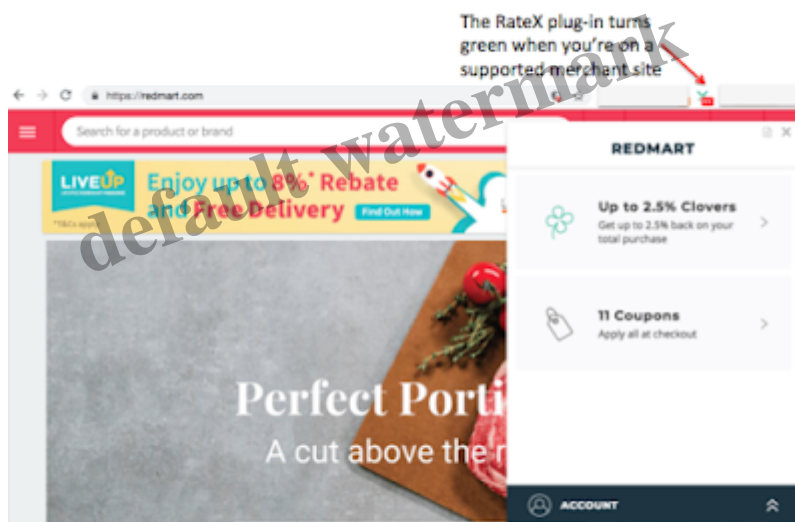 The RateX plug-in turns
green when you're on a
supported merchant site
https://redmart.com
Search for a product or brand
REDMART
LIVEUP
Enjoy up to 8%* Rebate
and Free Delivery
Find Out How
*T&Cs apply
Up to 2.5% Clovers
Get up to 2.5% back on your
total purchase
11 Coupons
Apply all at checkout
Perfect Porti
A cut above the r
ACCOUNT
default watermark